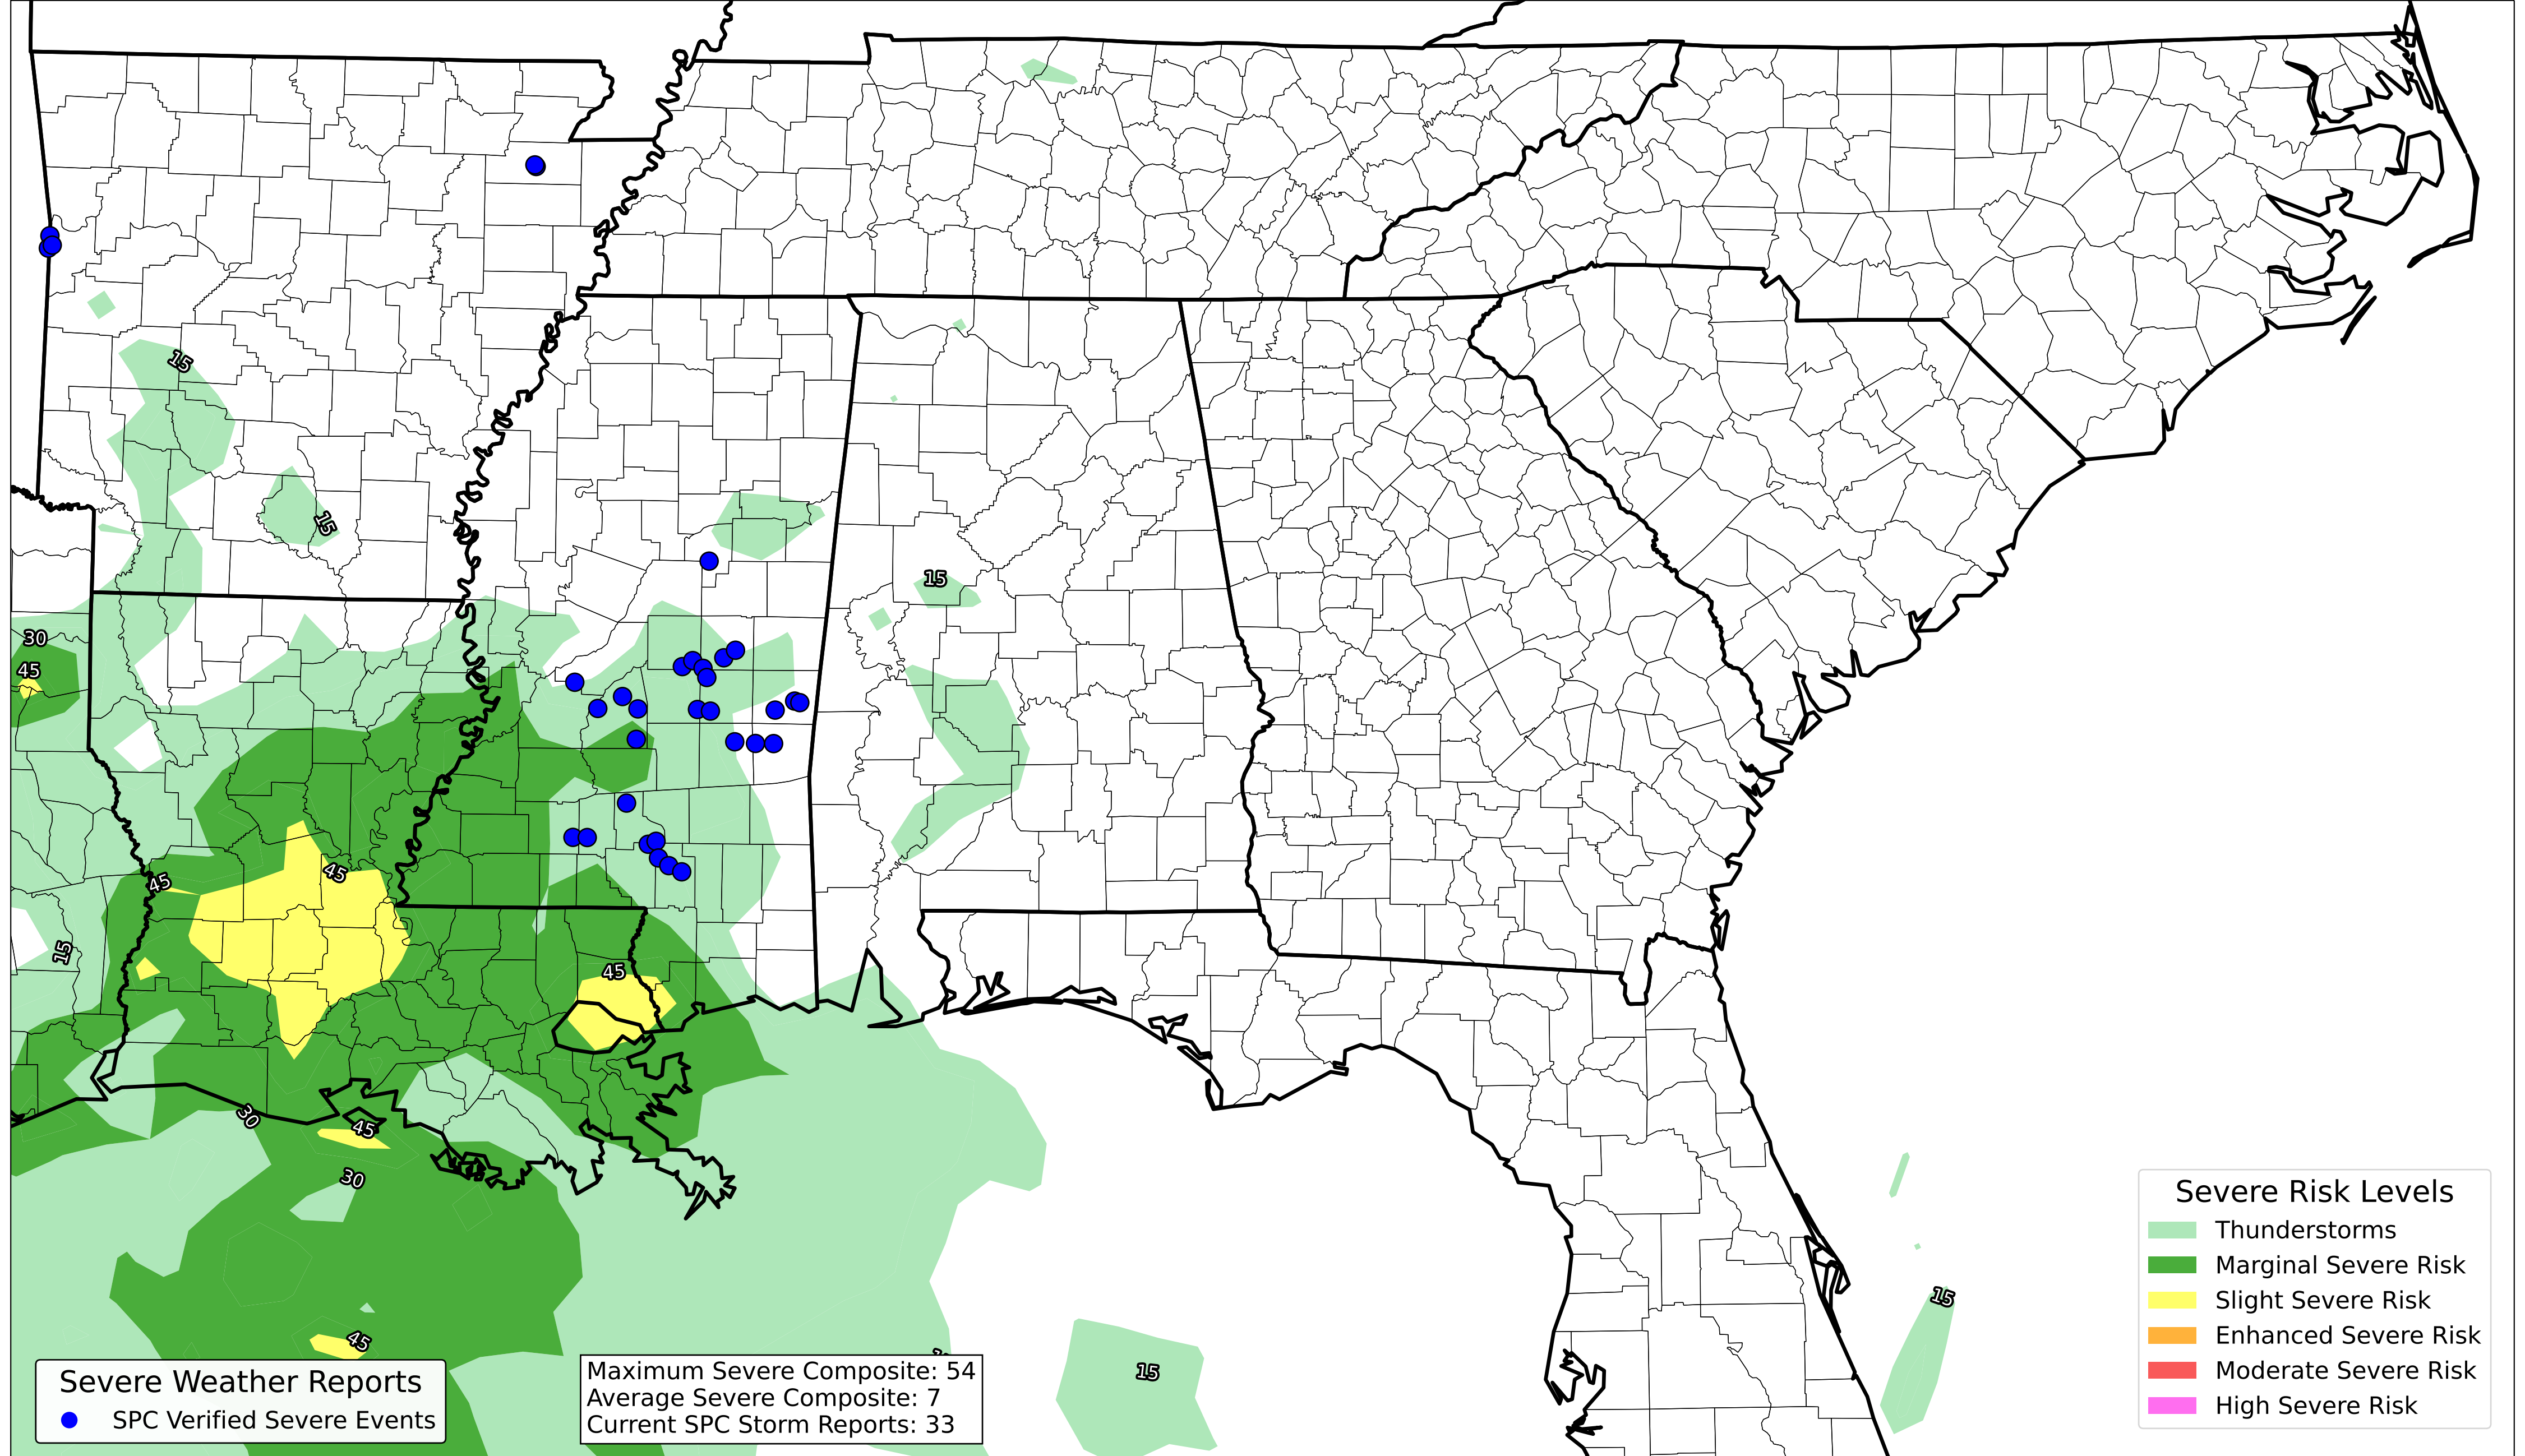 15
15
15
30
45
45
45
15
45
30
45
30
45
15
15
Severe Weather Reports
SPC Verified Severe Events
Maximum Severe Composite: 54
Average Severe Composite: 7
Current SPC Storm Reports: 33
Severe Risk Levels
Thunderstorms
Marginal Severe Risk
Slight Severe Risk
Enhanced Severe Risk
Moderate Severe Risk
High Severe Risk